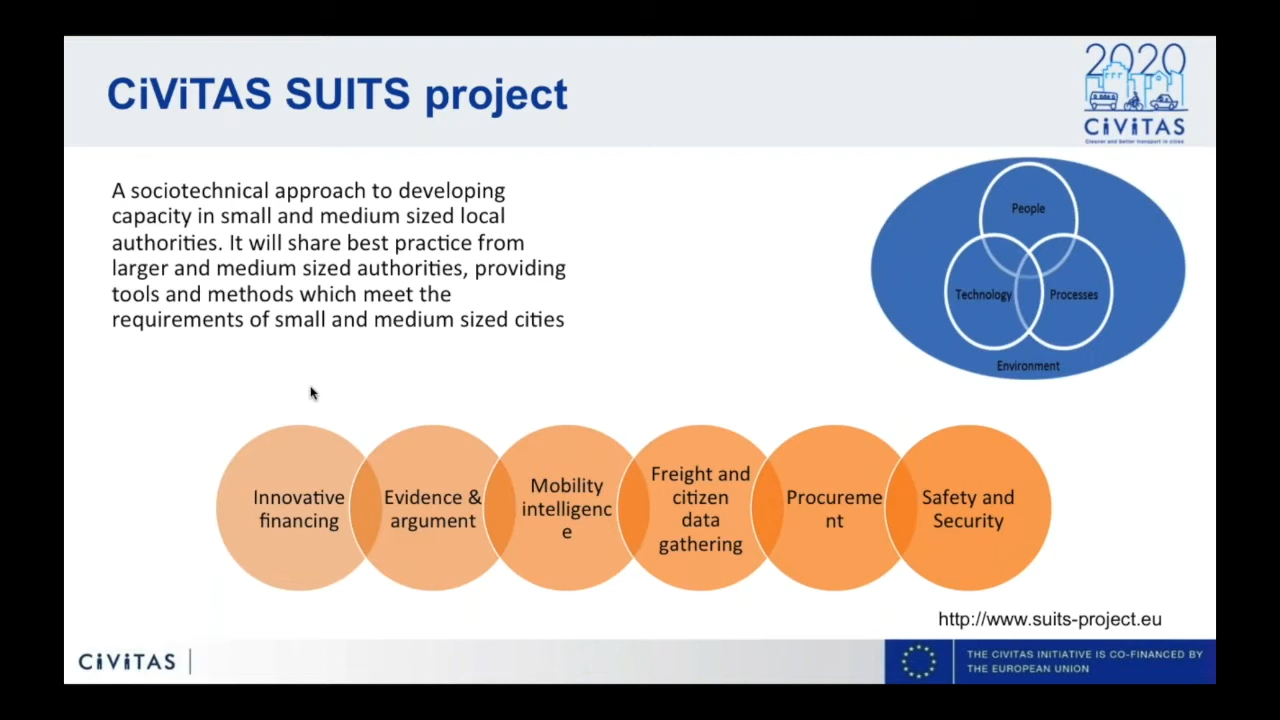 CiViTAS SUITS project
2020
CiViTAS
Cleaner and better transport in cities
A sociotechnical approach to developing
capacity in small and medium sized local
authorities. It will share best practice from
larger and medium sized authorities, providing
tools and methods which meet the
requirements of small and medium sized cities
People
Technology
Processes
Environment
Innovative
financing
Evidence &
argument
Mobility
intelligenc
e
Freight and
citizen
data
gathering
Procureme
nt
Safety and
Security
http://www.suits-project.eu
CiViTAS
THE CIVITAS INITIATIVE IS CO-FINANCED BY
THE EUROPEAN UNION